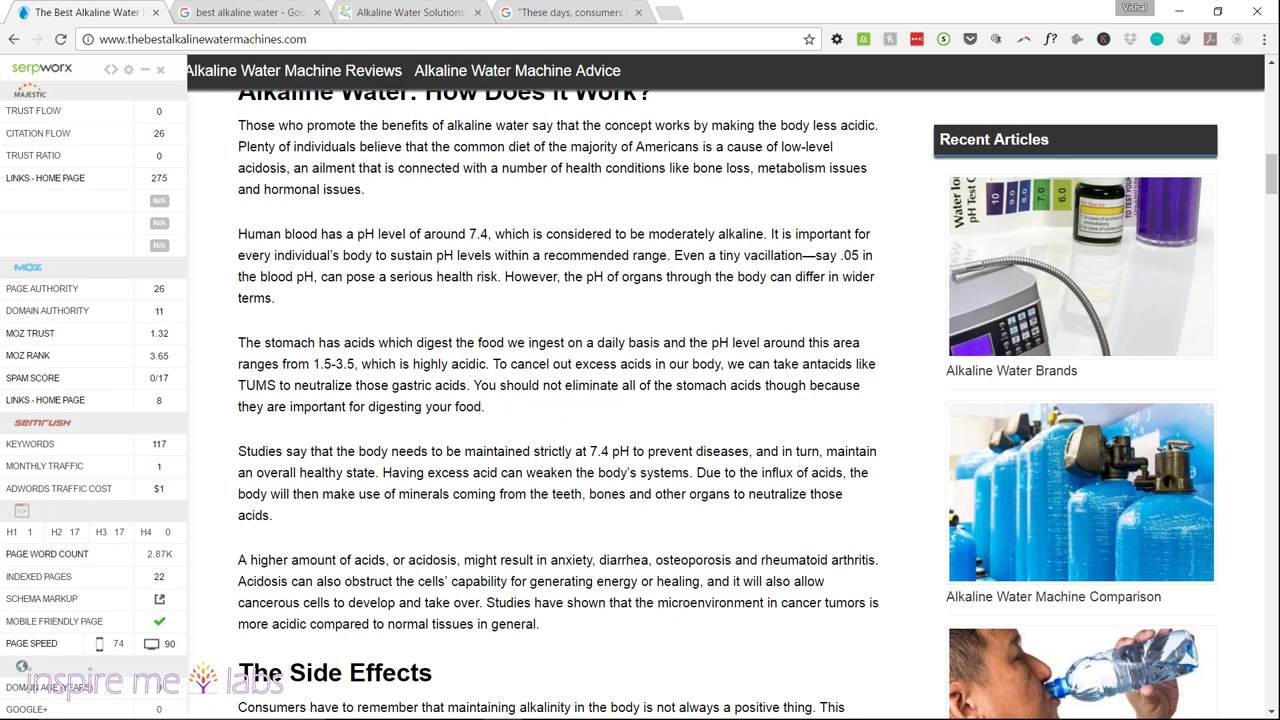 The Best Alkaline Water M
best alkaline water - Goo
Alkaline Water Solutions
"These days, consumers h
Vishal
www.thebestalkalinewatermachines.com
serpworx
Alkaline Water Machine Reviews Alkaline Water Machine Advice
MAJESTIC
TRUST FLOW 0
CITATION FLOW 26
TRUST RATIO 0
LINKS - HOME PAGE 275
N/A
N/A
N/A
MOZ
PAGE AUTHORITY 26
DOMAIN AUTHORITY 11
MOZ TRUST 1.32
MOZ RANK 3.65
SPAM SCORE 0/17
LINKS - HOME PAGE 8
SEMRUSH
KEYWORDS 117
MONTHLY TRAFFIC 1
ADWORDS TRAFFIC COST $1
H1 1 H2 17 H3 17 H4 0
PAGE WORD COUNT 2.87K
INDEXED PAGES 22
SCHEMA MARKUP
MOBILE FRIENDLY PAGE
PAGE SPEED 74 90
DOMAIN AGE (YEARS) 0
GOOGLE+ 0
inspire me labs
Alkaline Water: How Does It Work?
Those who promote the benefits of alkaline water say that the concept works by making the body less acidic.
Plenty of individuals believe that the common diet of the majority of Americans is a cause of low-level
acidosis, an ailment that is connected with a number of health conditions like bone loss, metabolism issues
and hormonal issues.
Human blood has a pH level around 7.4, which is considered to be moderately alkaline. It is important for
every individual's body to sustain pH levels within a recommended range. Even a tiny vacillation—say .05 in
the blood pH, can pose a serious health risk. However, the pH of organs through the body can differ in wider
terms.
The stomach has acids which digest the food we ingest on a daily basis and the pH level around this area
ranges from 1.5-3.5, which is highly acidic. To cancel out excess acids in our body, we can take antacids like
TUMS to neutralize those gastric acids. You should not eliminate all of the stomach acids though because
they are important for digesting your food.
Studies say that the body needs to be maintained strictly at 7.4 pH to prevent diseases, and in turn, maintain
an overall healthy state. Having excess acid can weaken the body's systems. Due to the influx of acids, the
body will then make use of minerals coming from the teeth, bones and other organs to neutralize those
acids.
A higher amount of acids, or acidosis, might result in anxiety, diarrhea, osteoporosis and rheumatoid arthritis.
Acidosis can also obstruct the cells' capability for generating energy or healing, and it will also allow
cancerous cells to develop and take over. Studies have shown that the microenvironment in cancer tumors is
more acidic compared to normal tissues in general.
The Side Effects
Consumers have to remember that maintaining alkalinity in the body is not always a positive thing. This
Recent Articles
Water Ion
pH Test
10 9.0 8.0 7.0 6.0
Alkaline Water Brands
Alkaline Water Machine Comparison